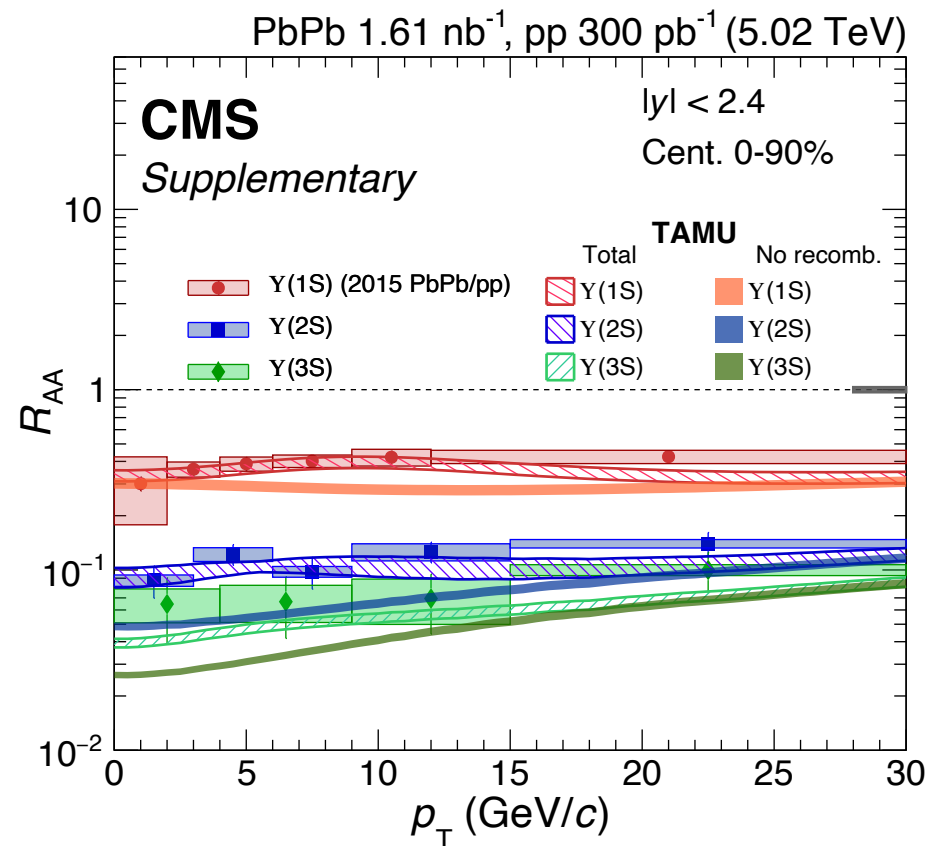 PbPb 1.61 nb⁻¹, pp 300 pb⁻¹ (5.02 TeV)
CMS
Supplementary
|y| < 2.4
Cent. 0-90%
TAMU
Total
No recomb.
ϒ(1S) (2015 PbPb/pp)
ϒ(1S)
ϒ(1S)
ϒ(2S)
ϒ(2S)
ϒ(2S)
ϒ(3S)
ϒ(3S)
ϒ(3S)
R_AA
10
1
10⁻¹
10⁻²
0 5 10 15 20 25 30
p_T (GeV/c)